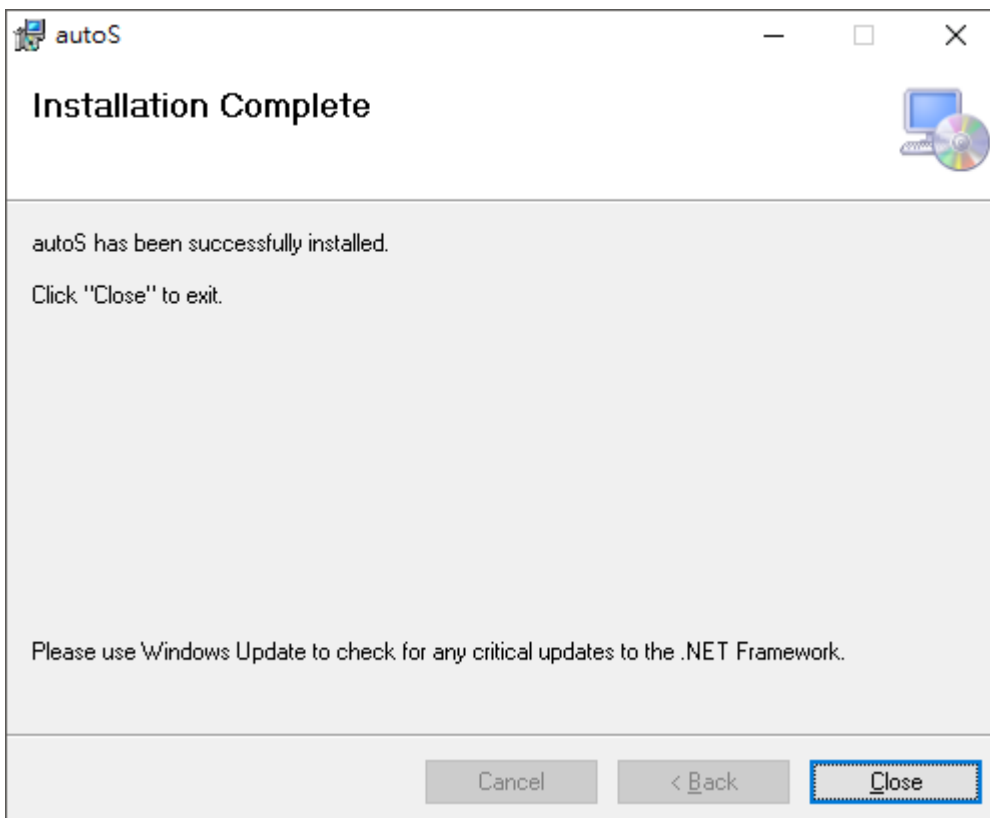 autoS
Installation Complete
autoS has been successfully installed.
Click "Close" to exit.
Please use Windows Update to check for any critical updates to the .NET Framework.
Cancel
< Back
Close